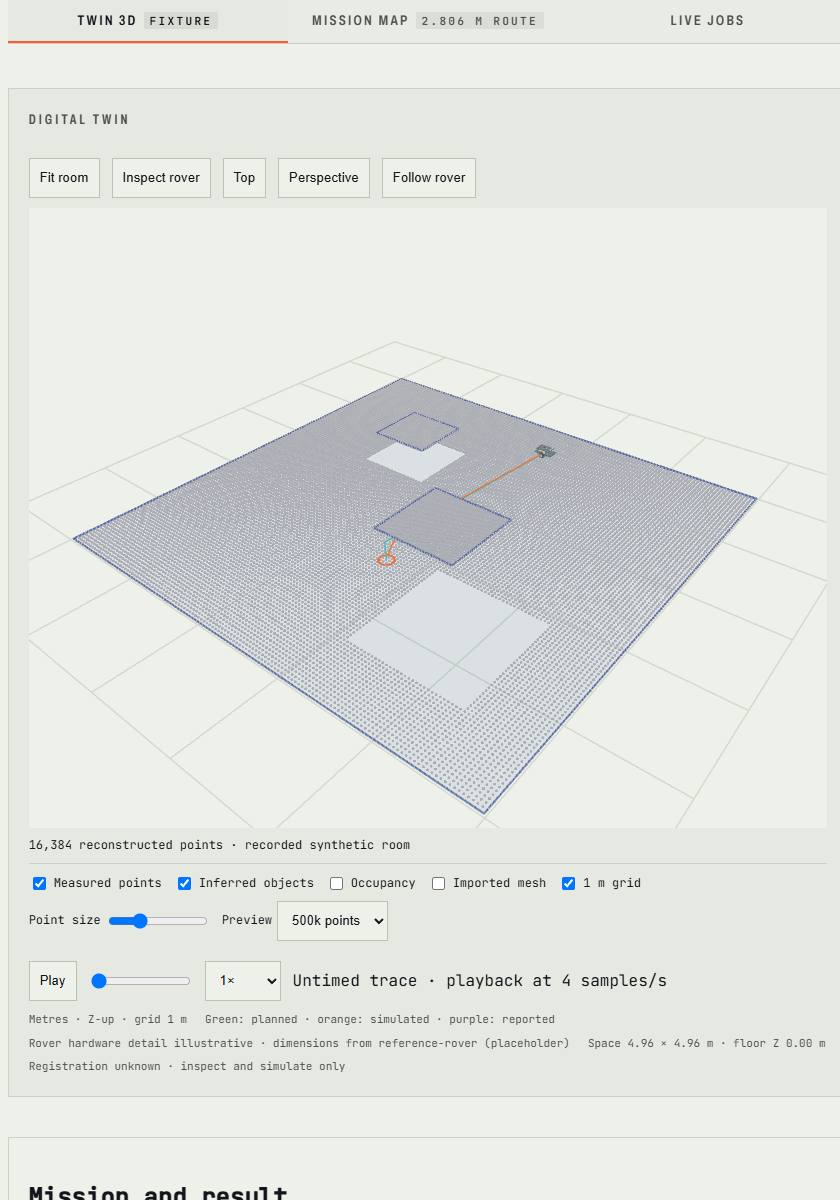 TWIN 3D FIXTURE MISSION MAP 2.806 M ROUTE LIVE JOBS
DIGITAL TWIN
Fit room Inspect rover Top Perspective Follow rover
16,384 reconstructed points · recorded synthetic room
Measured points Inferred objects Occupancy Imported mesh 1 m grid
Point size Preview 500k points
Play 1× Untimed trace · playback at 4 samples/s
Metres · Z-up · grid 1 m Green: planned · orange: simulated · purple: reported
Rover hardware detail illustrative · dimensions from reference-rover (placeholder) Space 4.96 × 4.96 m · floor Z 0.00 m
Registration unknown · inspect and simulate only
Mission and result